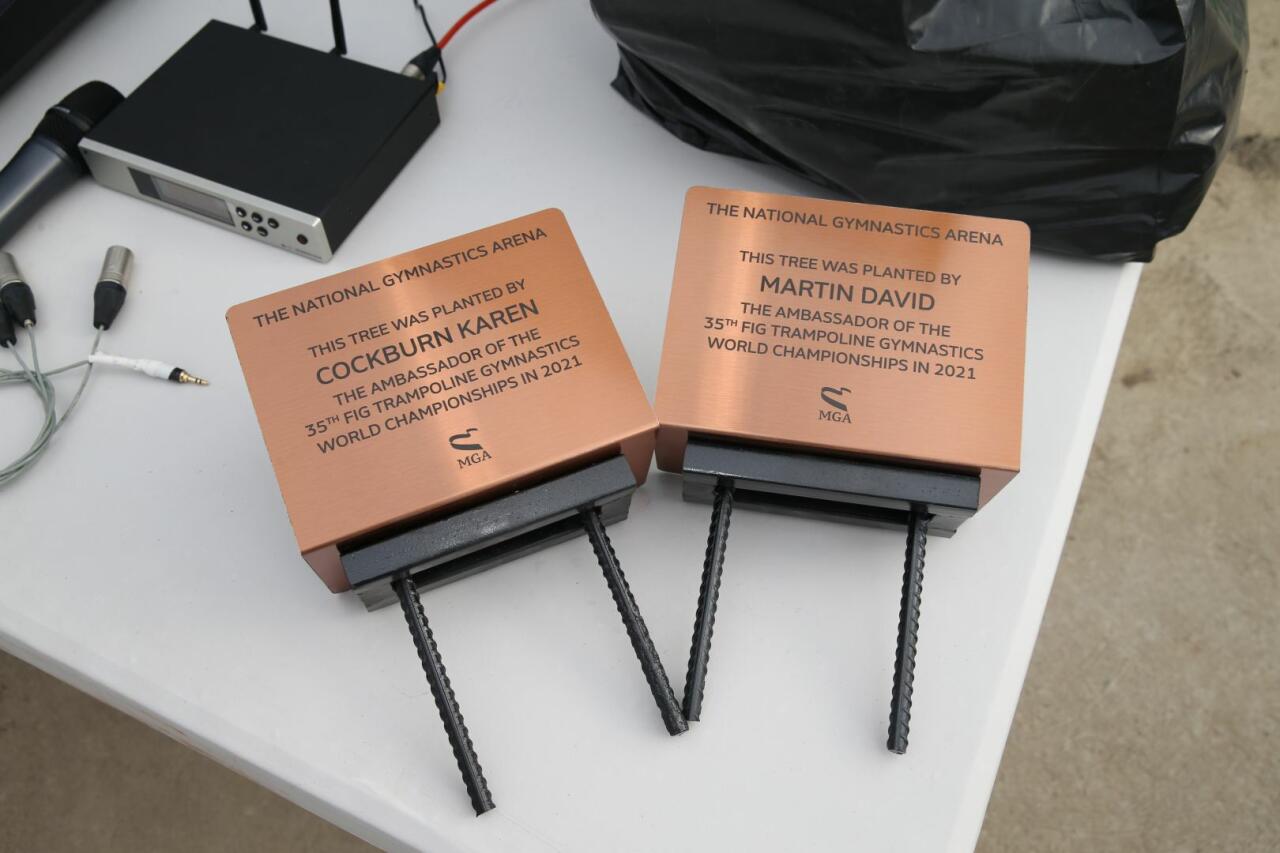 THE NATIONAL GYMNASTICS ARENA
THIS TREE WAS PLANTED BY
COCKBURN KAREN
THE AMBASSADOR OF THE
35TH FIG TRAMPOLINE GYMNASTICS
WORLD CHAMPIONSHIPS IN 2021
MGA
THE NATIONAL GYMNASTICS ARENA
THIS TREE WAS PLANTED BY
MARTIN DAVID
THE AMBASSADOR OF THE
35TH FIG TRAMPOLINE GYMNASTICS
WORLD CHAMPIONSHIPS IN 2021
MGA